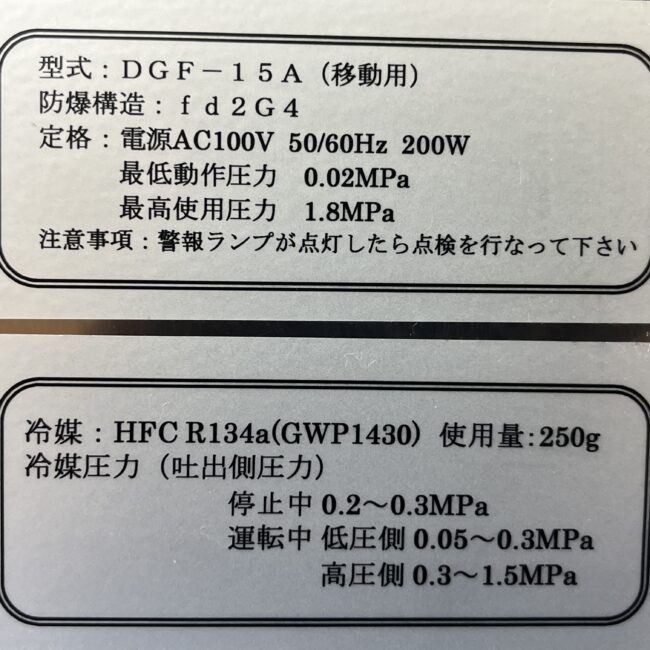 型式：ＤＧＦ－１５Ａ（移動用）
防爆構造：ｆｄ２Ｇ４
定格：電源AC100V 50/60Hz 200W
最低動作圧力 0.02MPa
最高使用圧力 1.8MPa
注意事項：警報ランプが点灯したら点検を行なって下さい
冷媒：HFC R134a(GWP1430) 使用量:250g
冷媒圧力（吐出側圧力）
停止中 0.2～0.3MPa
運転中 低圧側 0.05～0.3MPa
高圧側 0.3～1.5MPa